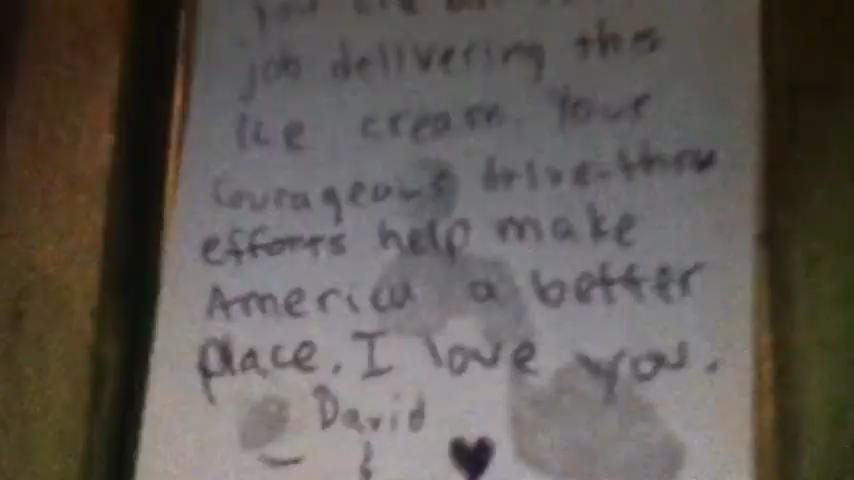 job delivering this
Ice cream. Your
courageous drive-thru
efforts help make
America a better
place. I love you.
David